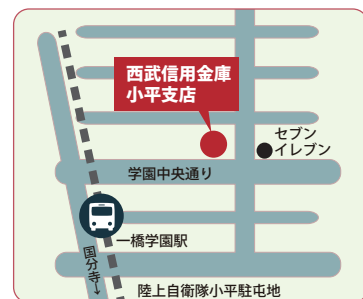 西武信用金庫
小平支店
セブン
イレブン
学園中央通り
一橋学園駅
国分寺→
陸上自衛隊小平駐屯地